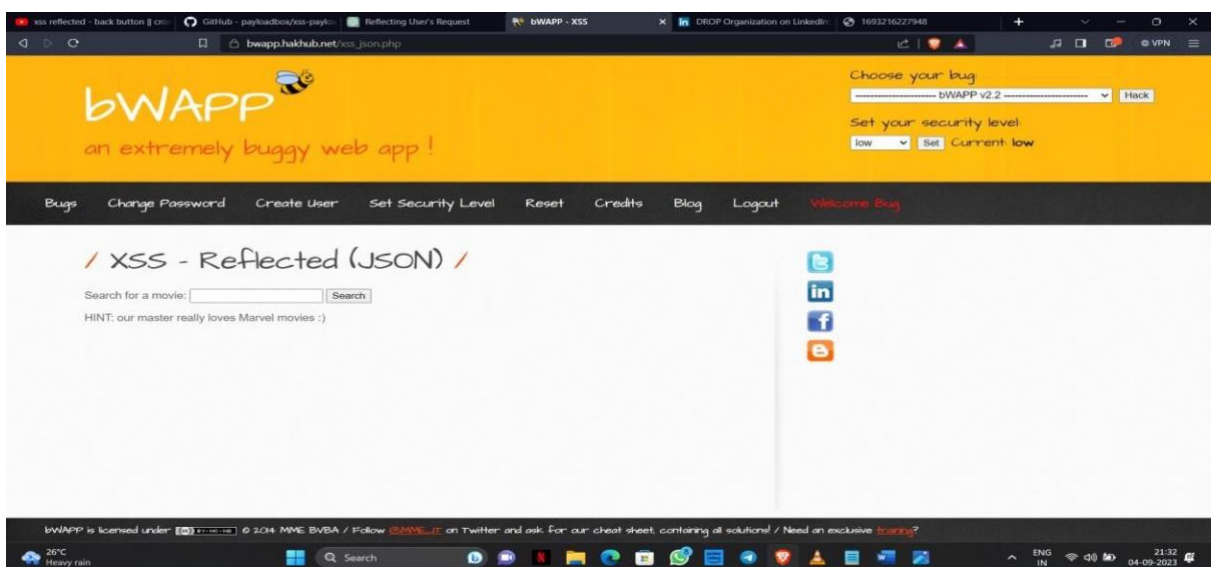 xss reflected - back button || cro
GitHub - payloadbox/xss-paylo
Reflecting User's Request
bWAPP - XSS
DROP Organization on LinkedIn:
1693216227948
bwapp.hakhub.net/xss_json.php
VPN
bWAPP
an extremely buggy web app !
Choose your bug:
bWAPP v2.2
Hack
Set your security level:
low
Set
Current: low
Bugs
Change Password
Create User
Set Security Level
Reset
Credits
Blog
Logout
Welcome Bug
/ XSS - Reflected (JSON) /
Search for a movie:
Search
HINT: our master really loves Marvel movies :)
bWAPP is licensed under © 2014 MME BVBA / Follow @MME_IT on Twitter and ask for our cheat sheet, containing all solutions! / Need an exclusive training?
26°C
Heavy rain
Search
ENG
IN
21:32
04-09-2023